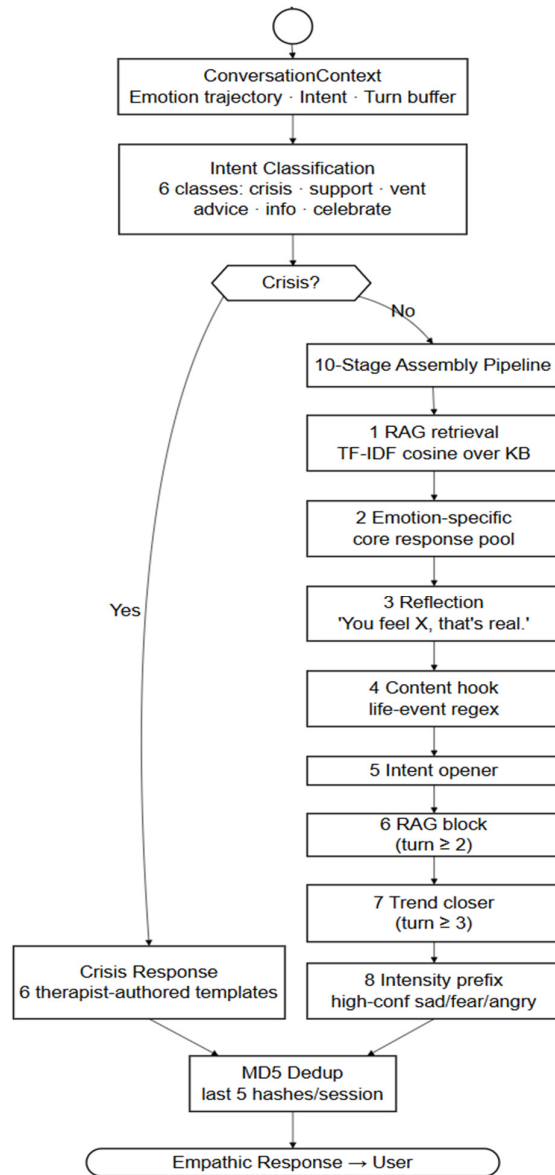 ConversationContext
Emotion trajectory · Intent · Turn buffer
Intent Classification
6 classes: crisis · support · vent
advice · info · celebrate
Crisis?
No
10-Stage Assembly Pipeline
1 RAG retrieval
TF-IDF cosine over KB
2 Emotion-specific
core response pool
Yes
3 Reflection
'You feel X, that's real.'
4 Content hook
life-event regex
5 Intent opener
6 RAG block
(turn ≥ 2)
7 Trend closer
(turn ≥ 3)
Crisis Response
6 therapist-authored templates
8 Intensity prefix
high-conf sad/fear/angry
MD5 Dedup
last 5 hashes/session
Empathic Response → User